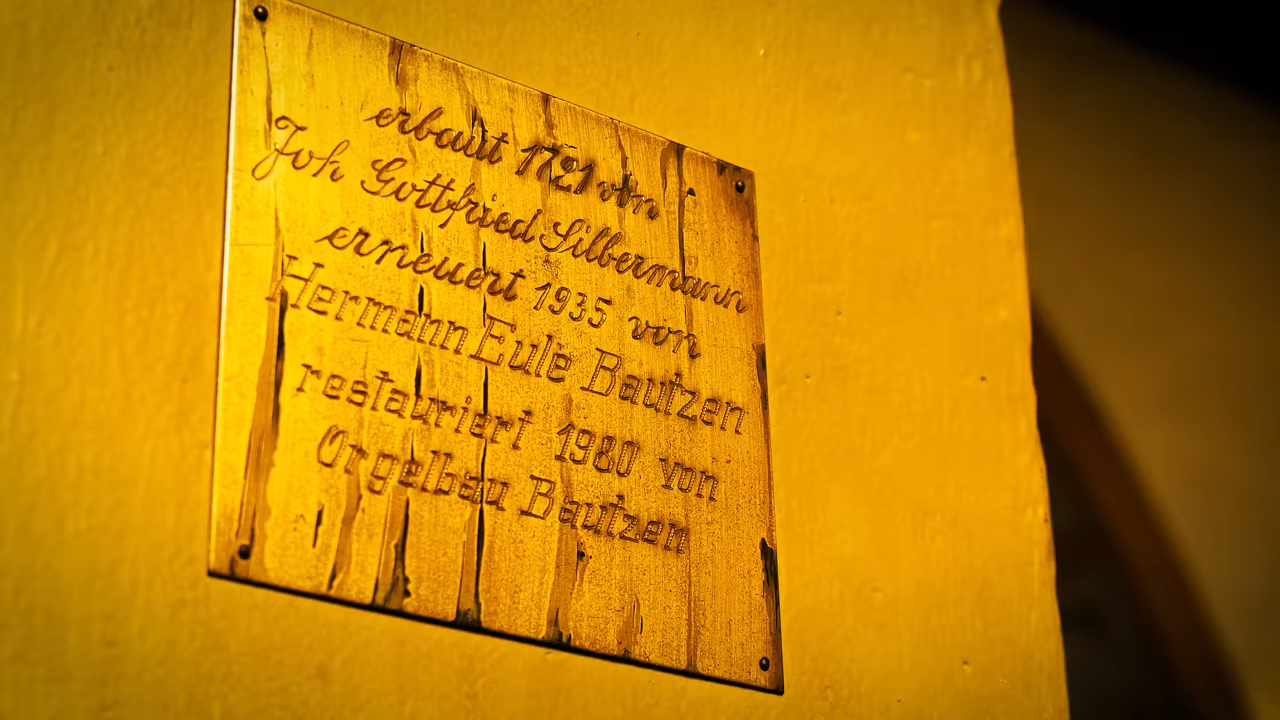 erbaut 1721 von
Joh Gottfried Silbermann
erneuert 1935 von
Hermann Eule Bautzen
restauriert 1980 von
Orgelbau Bautzen